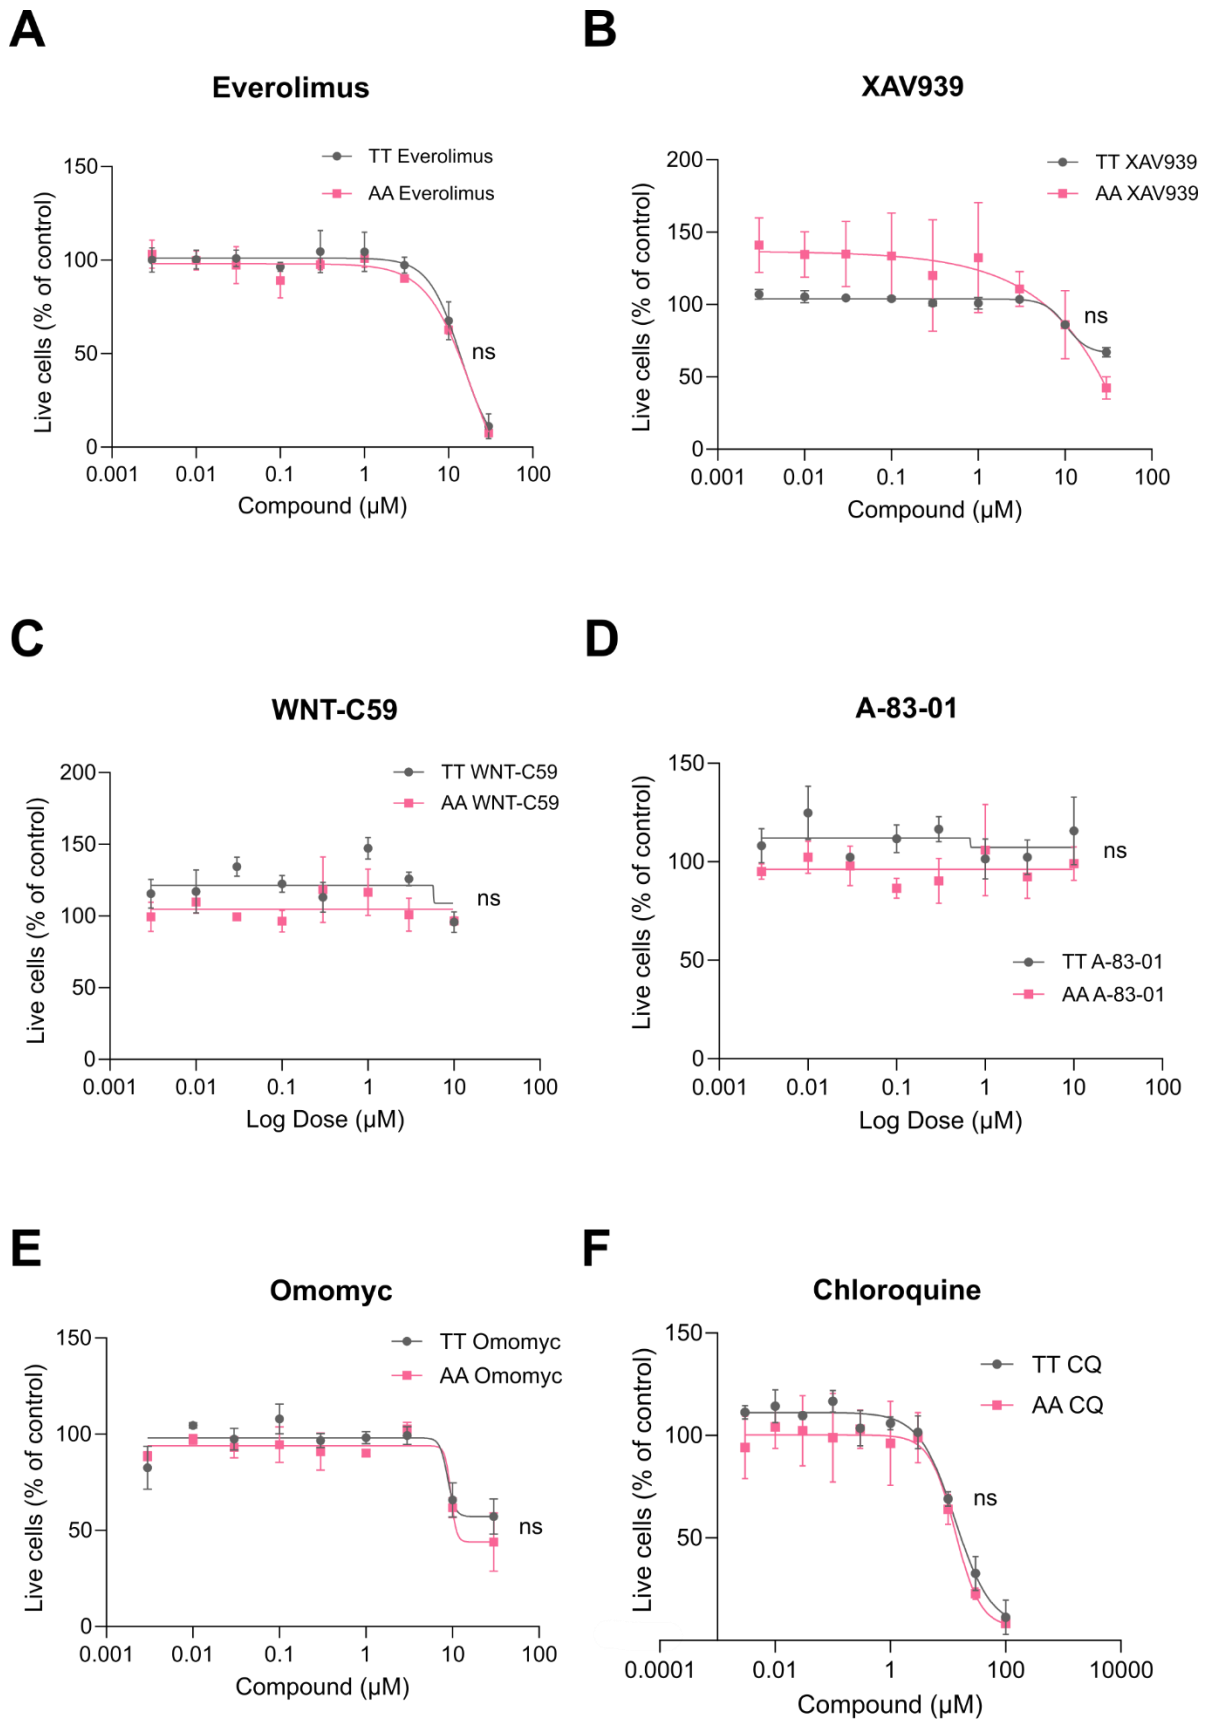 A
Everolimus
TT Everolimus
AA Everolimus
Live cells (% of control)
150
100
50
0
ns
0.001 0.01 0.1 1 10 100
Compound (µM)
B
XAV939
TT XAV939
AA XAV939
Live cells (% of control)
200
150
100
50
0
ns
0.001 0.01 0.1 1 10 100
Compound (µM)
C
WNT-C59
TT WNT-C59
AA WNT-C59
Live cells (% of control)
200
150
100
50
0
ns
0.001 0.01 0.1 1 10 100
Log Dose (µM)
D
A-83-01
Live cells (% of control)
150
100
50
0
ns
TT A-83-01
AA A-83-01
0.001 0.01 0.1 1 10 100
Log Dose (µM)
E
Omomyc
TT Omomyc
AA Omomyc
Live cells (% of control)
150
100
50
0
ns
0.001 0.01 0.1 1 10 100
Compound (µM)
F
Chloroquine
TT CQ
AA CQ
Live cells (% of control)
150
100
50
ns
0.0001 0.01 1 100 10000
Compound (µM)